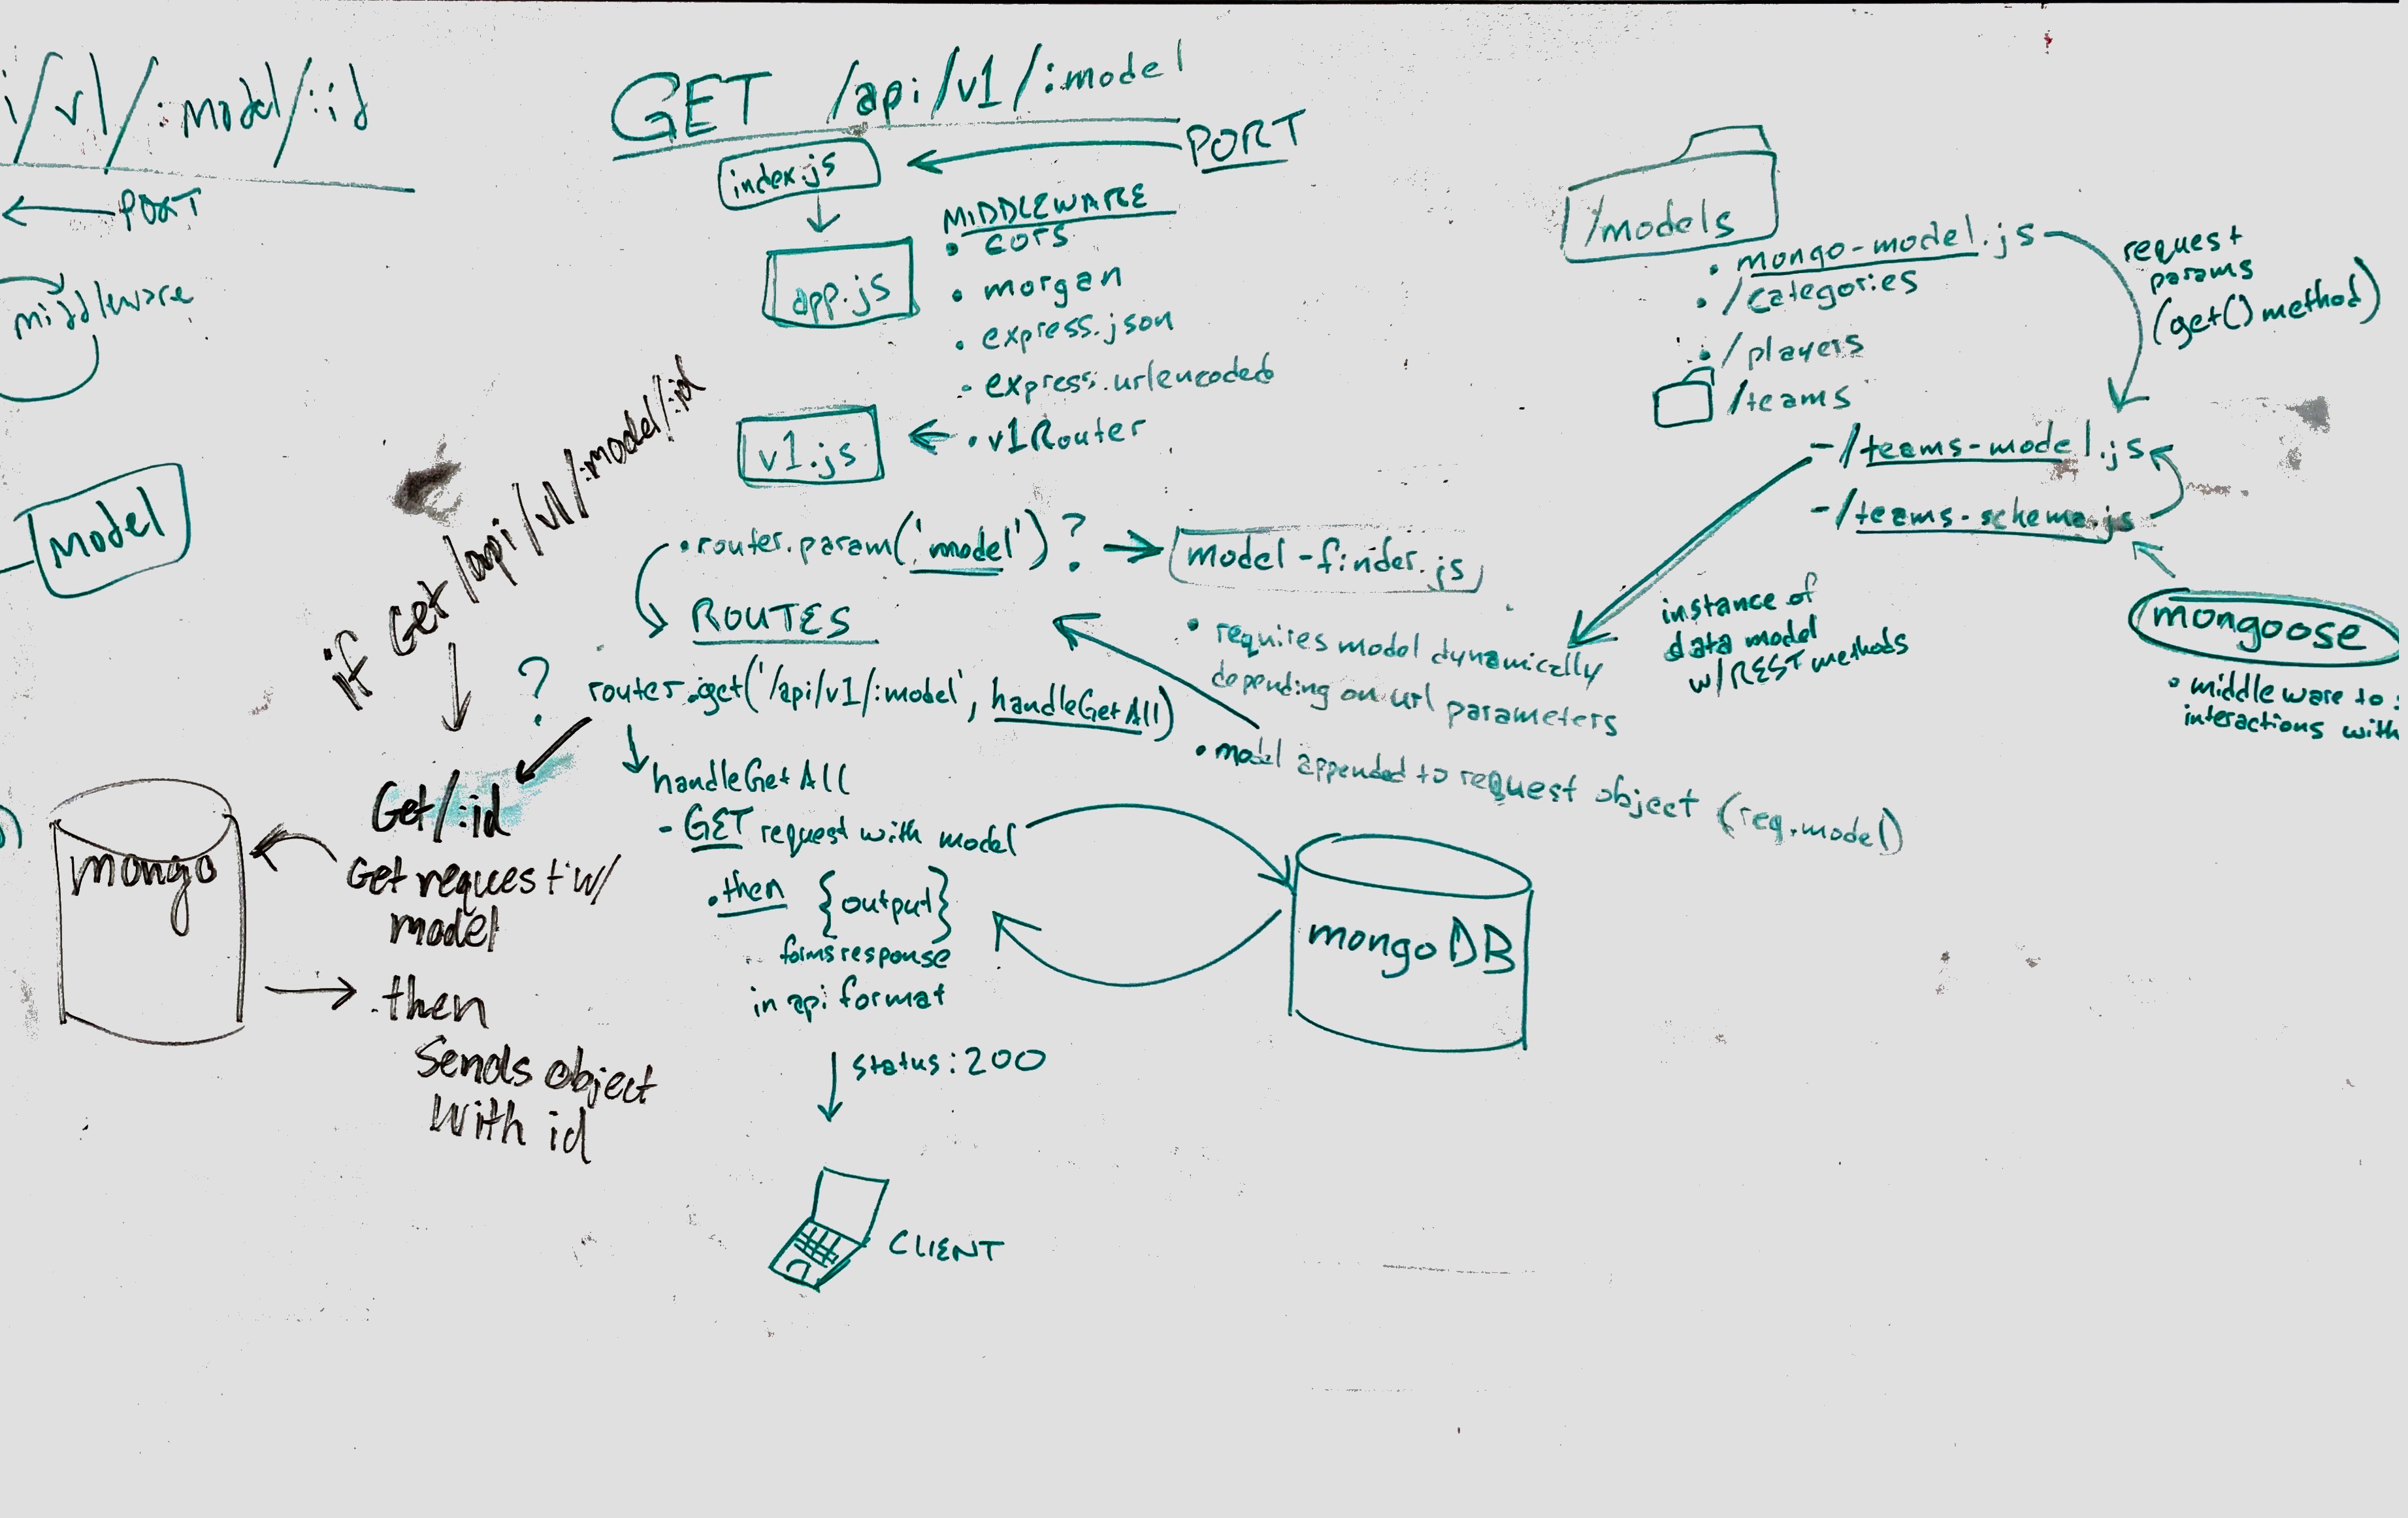 i/v1/:model/:id
PORT
middleware
Model
GET /api/v1/:model
PORT
index.js
app.js
MIDDLEWARE
• cors
• morgan
• express.json
• express.urlencoded
• v1Router
v1.js
• router.param('model') ?
model-finder.js
• requires model dynamically
depending on url parameters
• model appended to request object (req.model)
ROUTES
?
router.get('/api/v1/:model', handleGetAll)
handleGetAll
- GET request with model
.then {output}
forms response
in api format
status: 200
CLIENT
mongoDB
if Get/api/v1/:model/:id
Get/:id
Get request w/
model
mongo
.then
Sends object
With id
/models
• mongo-model.js
• /categories
• /players
/teams
request
params
(get() method)
-/teams-model.js
-/teams-schema.js
instance of
data model
w/REST methods
mongoose
• middleware to
interactions with